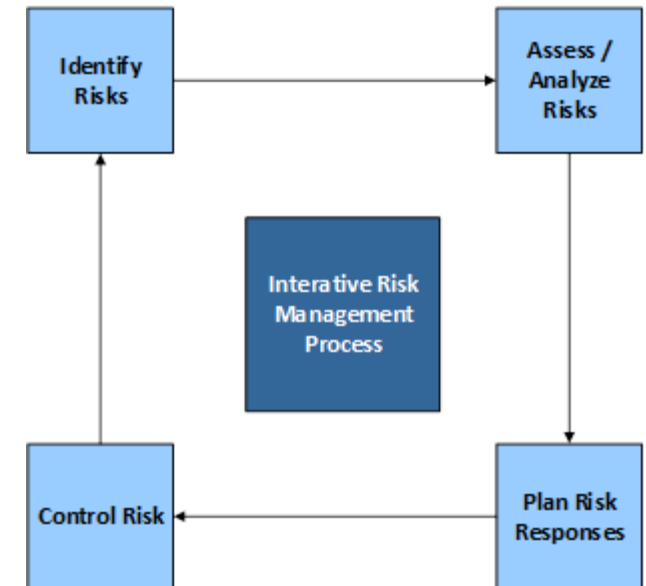 Identify
Risks
Assess /
Analyze
Risks
Interative Risk
Management
Process
Control Risk
Plan Risk
Responses